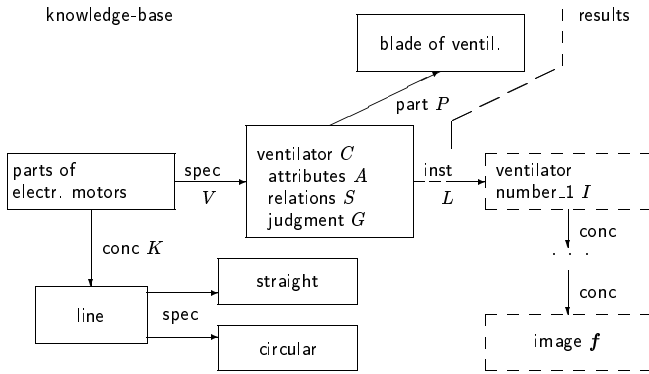 knowledge-base
results
blade of ventil.
part P
parts of
electr. motors
spec
V
ventilator C
attributes A
relations S
judgment G
inst
L
ventilator
number_1 I
conc K
conc
. . .
straight
line
spec
conc
circular
image f